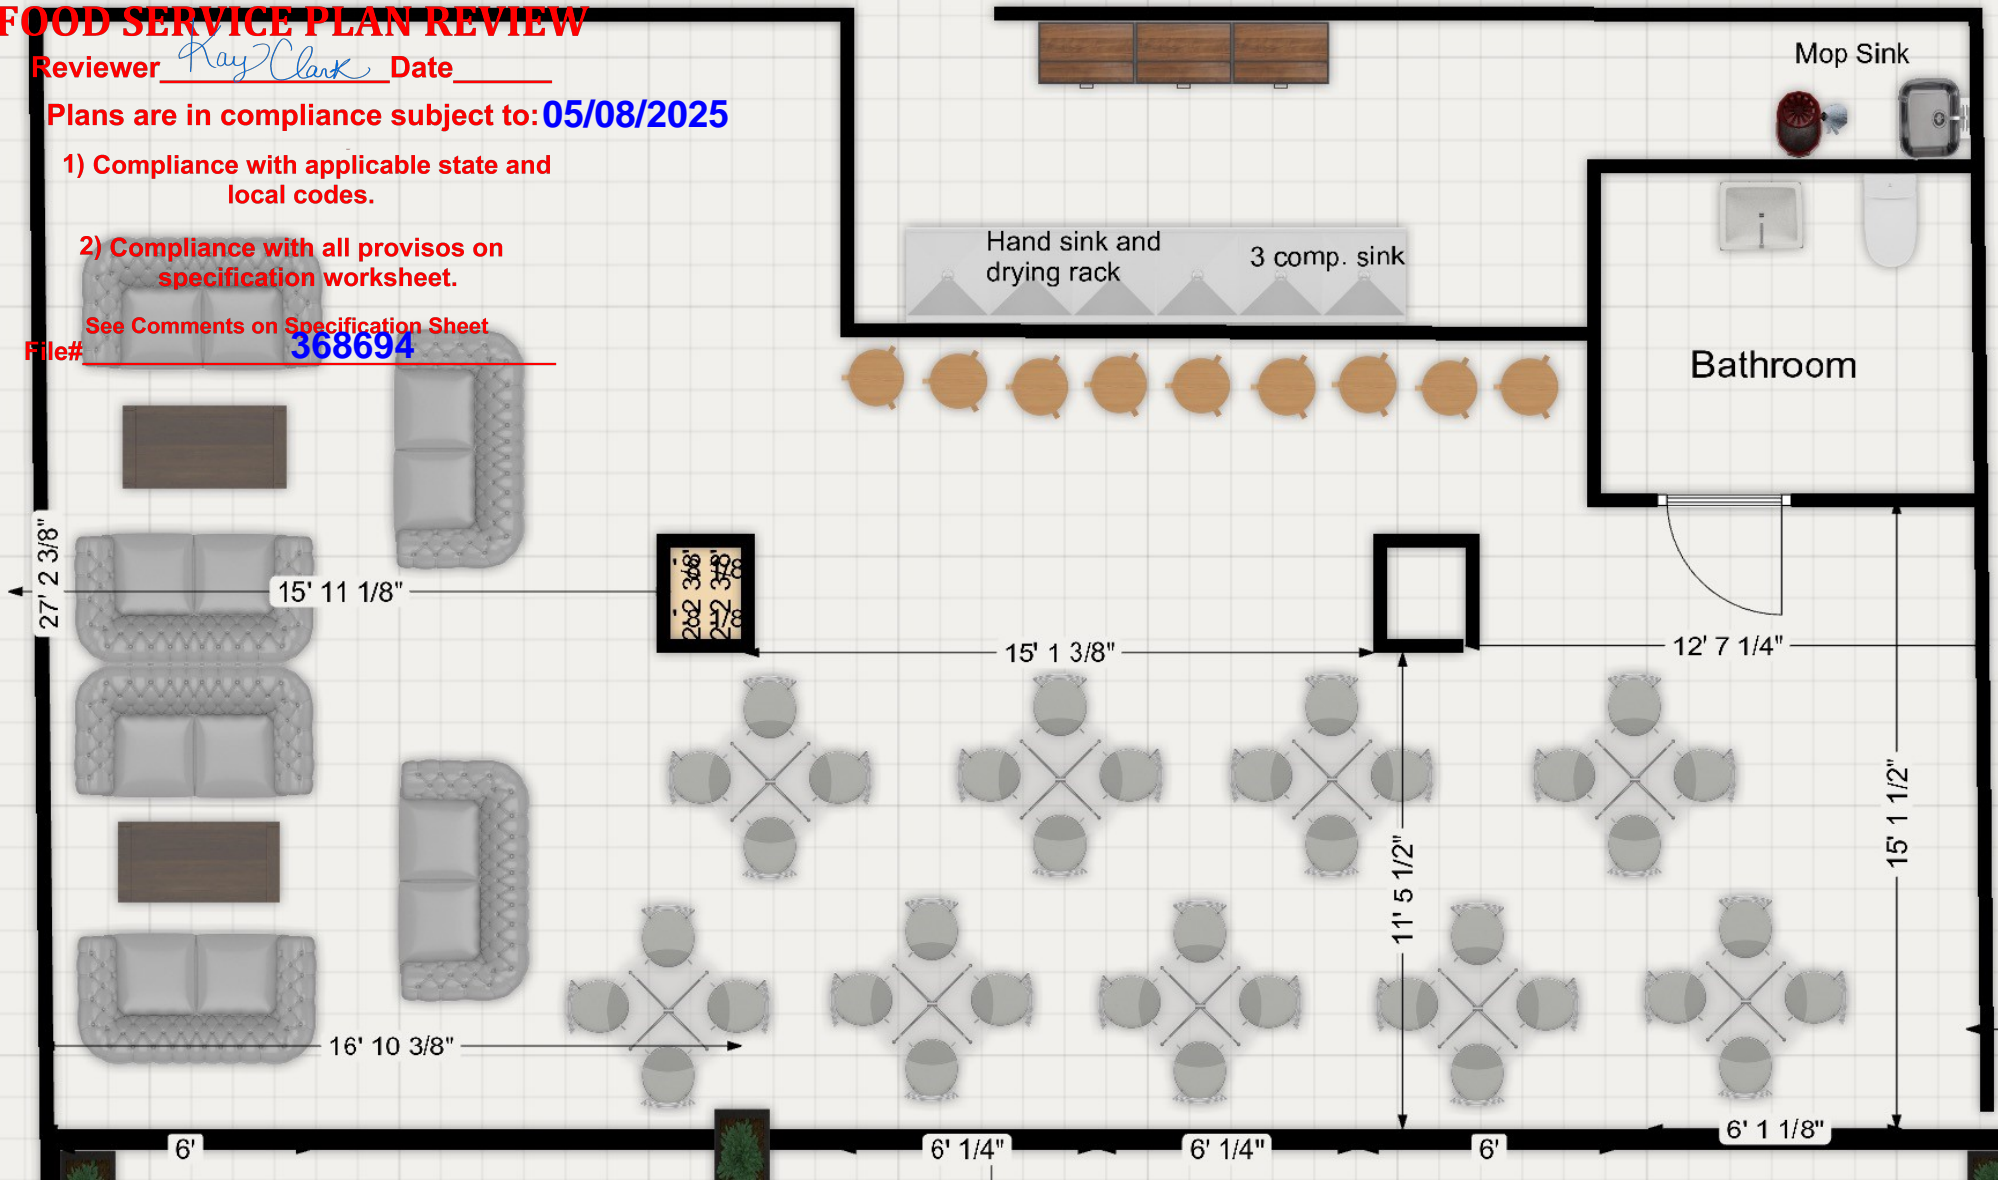 FOOD SERVICE PLAN REVIEW
Reviewer Kay Clark Date
Plans are in compliance subject to: 05/08/2025
1) Compliance with applicable state and
local codes.
2) Compliance with all provisos on
specification worksheet.
See Comments on Specification Sheet
File# 368694
Mop Sink
Hand sink and
drying rack
3 comp. sink
Bathroom
27' 2 3/8"
15' 11 1/8"
15' 1 3/8"
12' 7 1/4"
15' 1 1/2"
11' 5 1/2"
16' 10 3/8"
6'
6' 1/4"
6' 1/4"
6'
6' 1 1/8"